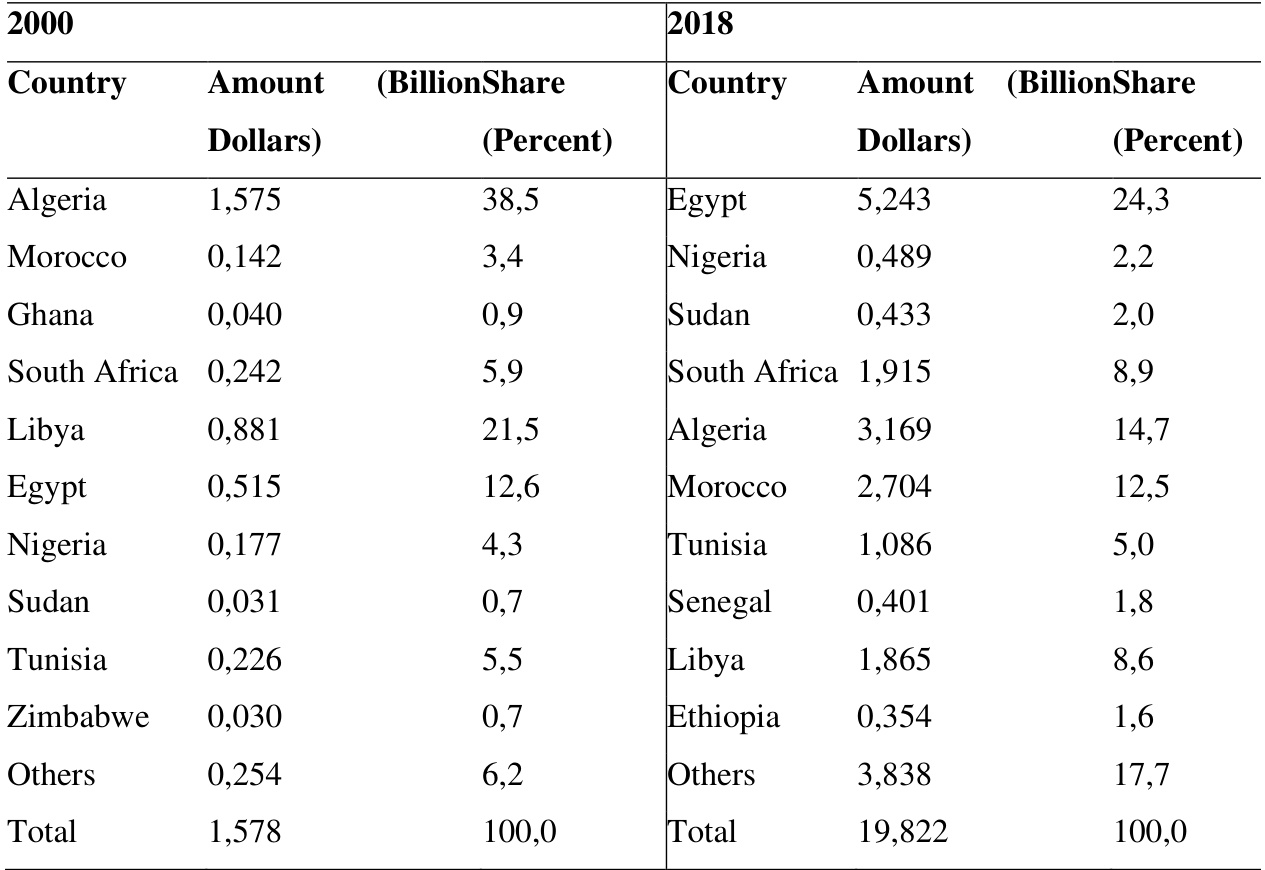 2000 2018
Country Amount (Billion Share Country Amount (Billion Share
Dollars) (Percent) Dollars) (Percent)
Algeria 1,575 38,5 Egypt 5,243 24,3
Morocco 0,142 3,4 Nigeria 0,489 2,2
Ghana 0,040 0,9 Sudan 0,433 2,0
South Africa 0,242 5,9 South Africa 1,915 8,9
Libya 0,881 21,5 Algeria 3,169 14,7
Egypt 0,515 12,6 Morocco 2,704 12,5
Nigeria 0,177 4,3 Tunisia 1,086 5,0
Sudan 0,031 0,7 Senegal 0,401 1,8
Tunisia 0,226 5,5 Libya 1,865 8,6
Zimbabwe 0,030 0,7 Ethiopia 0,354 1,6
Others 0,254 6,2 Others 3,838 17,7
Total 1,578 100,0 Total 19,822 100,0